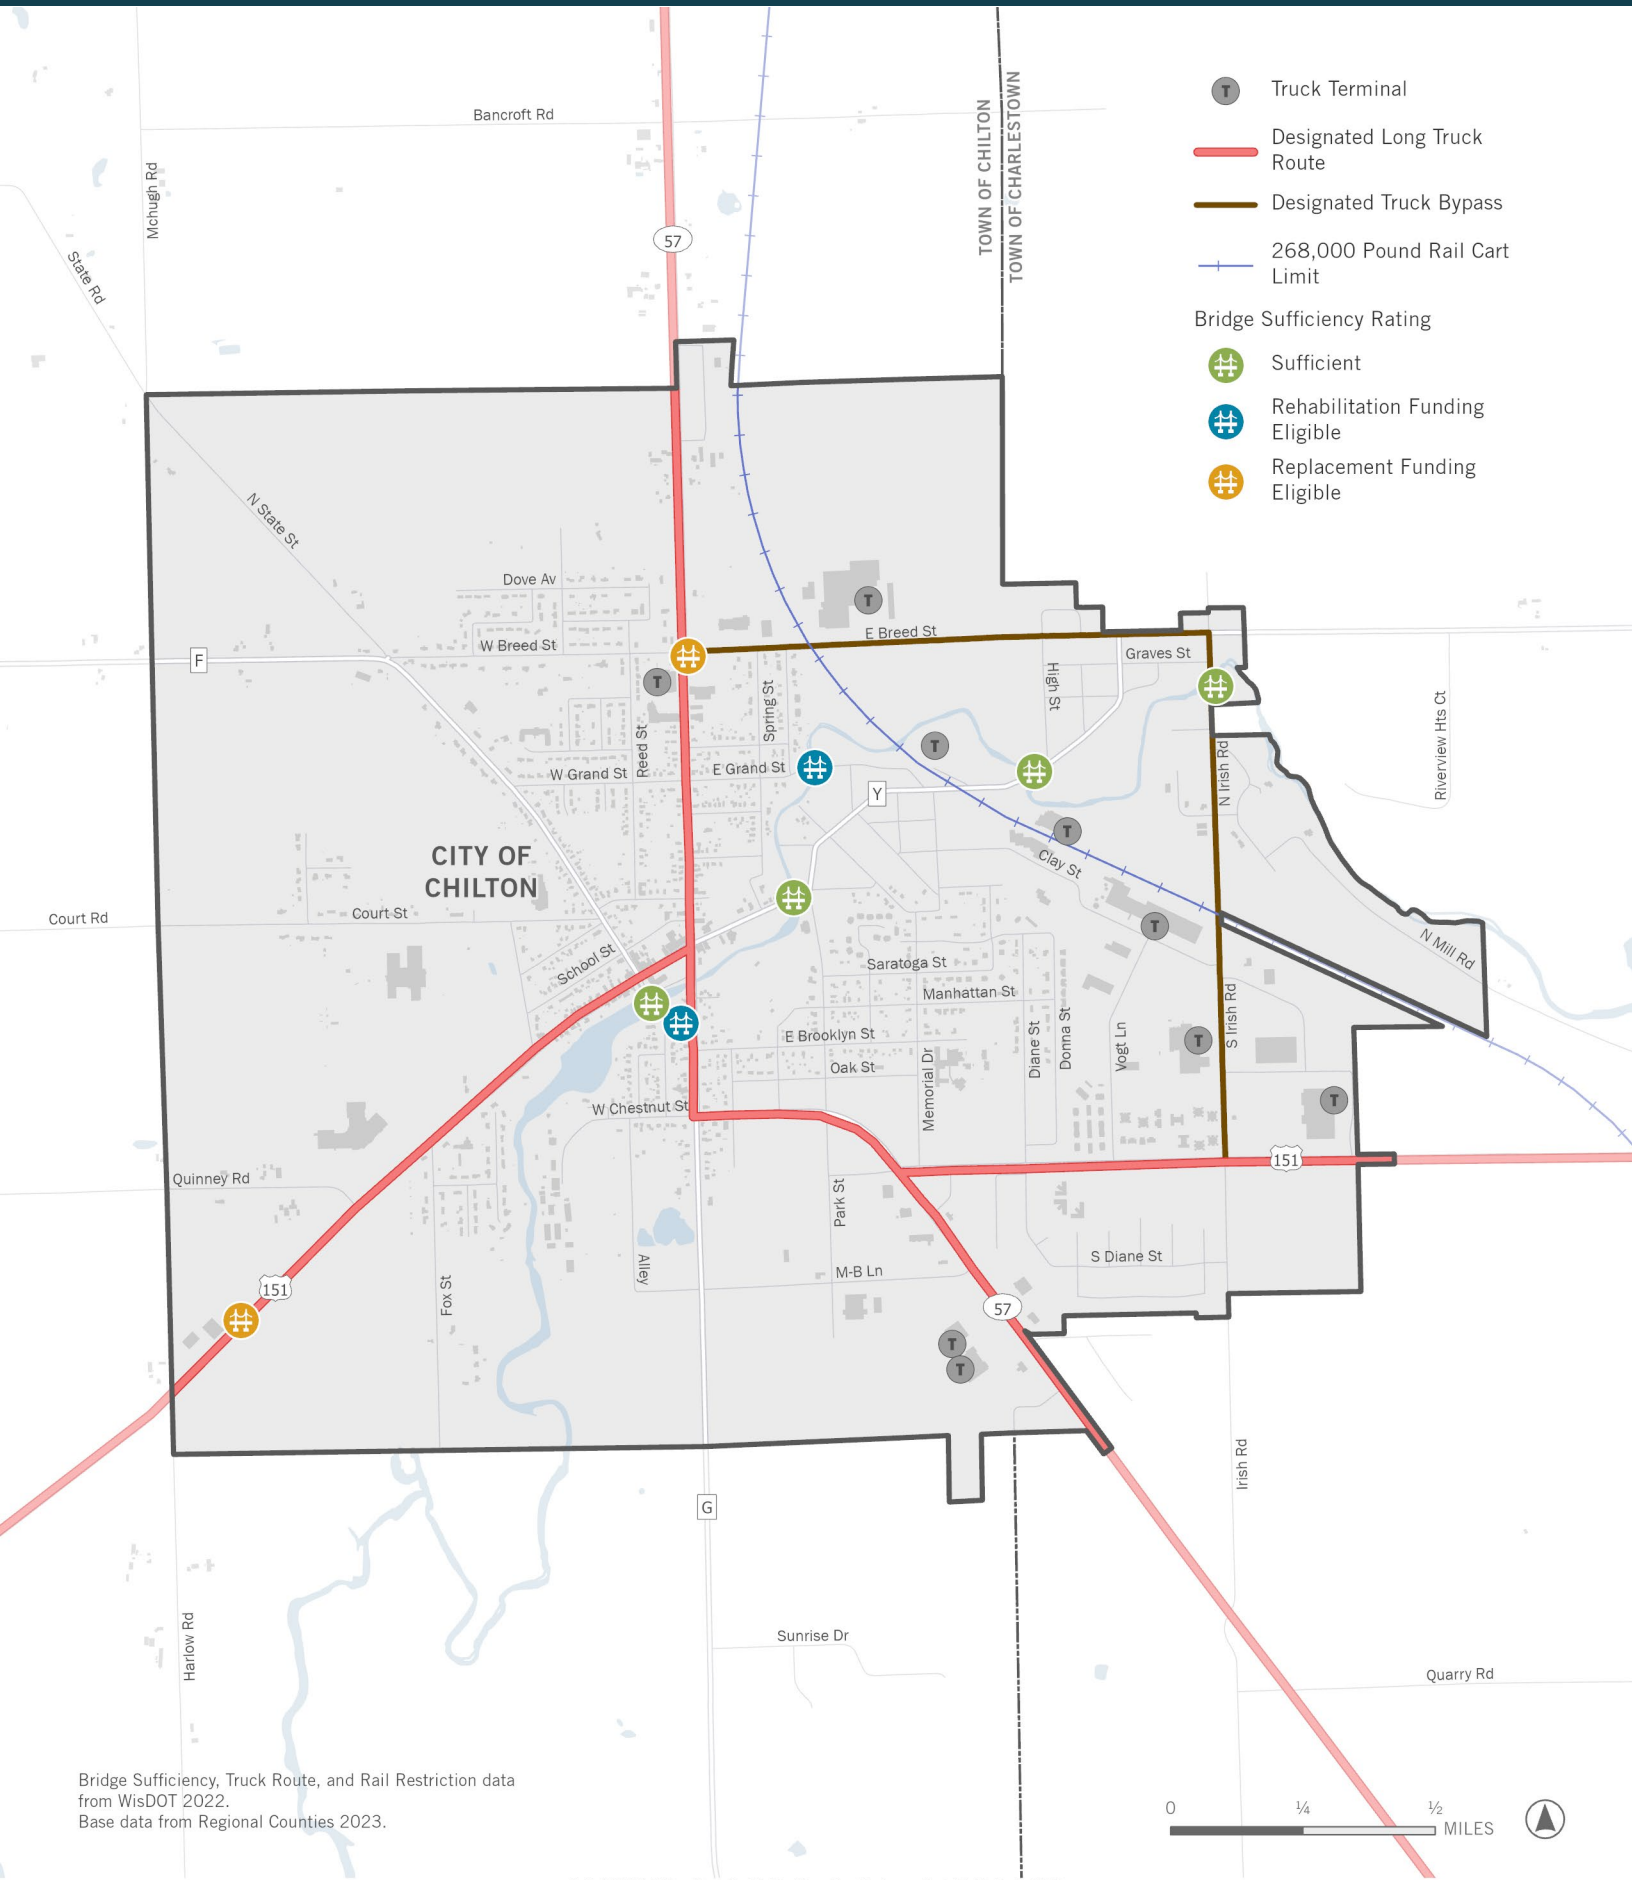 Truck Terminal
Designated Long Truck
Route
Designated Truck Bypass
268,000 Pound Rail Cart
Limit
Bridge Sufficiency Rating
Sufficient
Rehabilitation Funding
Eligible
Replacement Funding
Eligible
T
Bancroft Rd
Mchugh Rd
State Rd
57
TOWN OF CHILTON
TOWN OF CHARLESTOWN
N State St
Dove Av
T
W Breed St
E Breed St
F
Graves St
T
High St
Spring St
Reed St
Riverview Hts Ct
N Irish Rd
T
W Grand St
E Grand St
Y
T
Clay St
CITY OF
CHILTON
Court Rd
Court St
T
N Mill Rd
School St
Saratoga St
Manhattan St
S Irish Rd
E Brooklyn St
Diane St
Donna St
Vogt Ln
T
Oak St
Memorial Dr
T
W Chestnut St
151
Quinney Rd
Park St
S Diane St
Alley
M-B Ln
151
Fox St
57
T
T
Irish Rd
G
Harlow Rd
Sunrise Dr
Quarry Rd
Bridge Sufficiency, Truck Route, and Rail Restriction data
from WisDOT 2022.
Base data from Regional Counties 2023.
0 ¼ ½
MILES